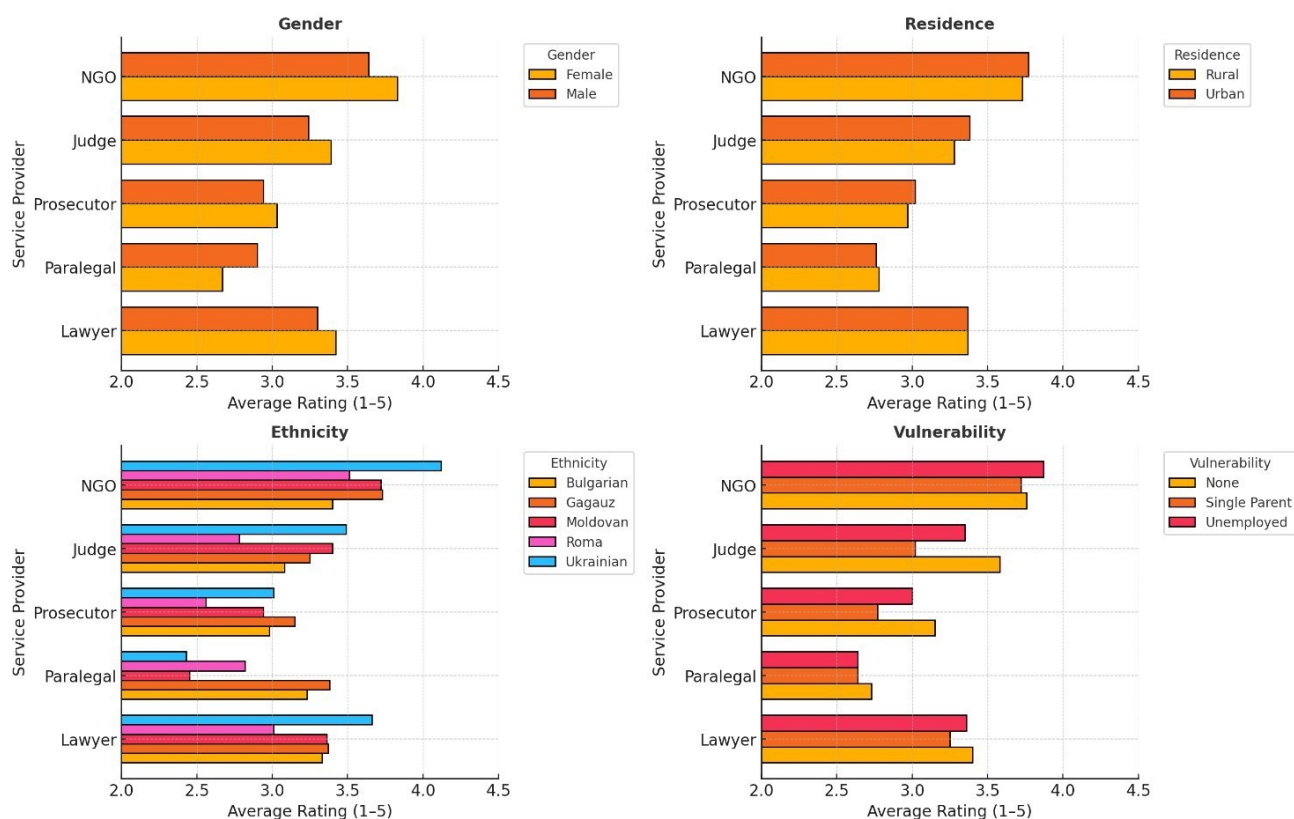 Gender
Service Provider
NGO
Judge
Prosecutor
Paralegal
Lawyer
2.0 2.5 3.0 3.5 4.0 4.5
Average Rating (1–5)
Gender
Female
Male
Residence
Service Provider
NGO
Judge
Prosecutor
Paralegal
Lawyer
2.0 2.5 3.0 3.5 4.0 4.5
Average Rating (1–5)
Residence
Rural
Urban
Ethnicity
Service Provider
NGO
Judge
Prosecutor
Paralegal
Lawyer
2.0 2.5 3.0 3.5 4.0 4.5
Average Rating (1–5)
Ethnicity
Bulgarian
Gagauz
Moldovan
Roma
Ukrainian
Vulnerability
Service Provider
NGO
Judge
Prosecutor
Paralegal
Lawyer
2.0 2.5 3.0 3.5 4.0 4.5
Average Rating (1–5)
Vulnerability
None
Single Parent
Unemployed